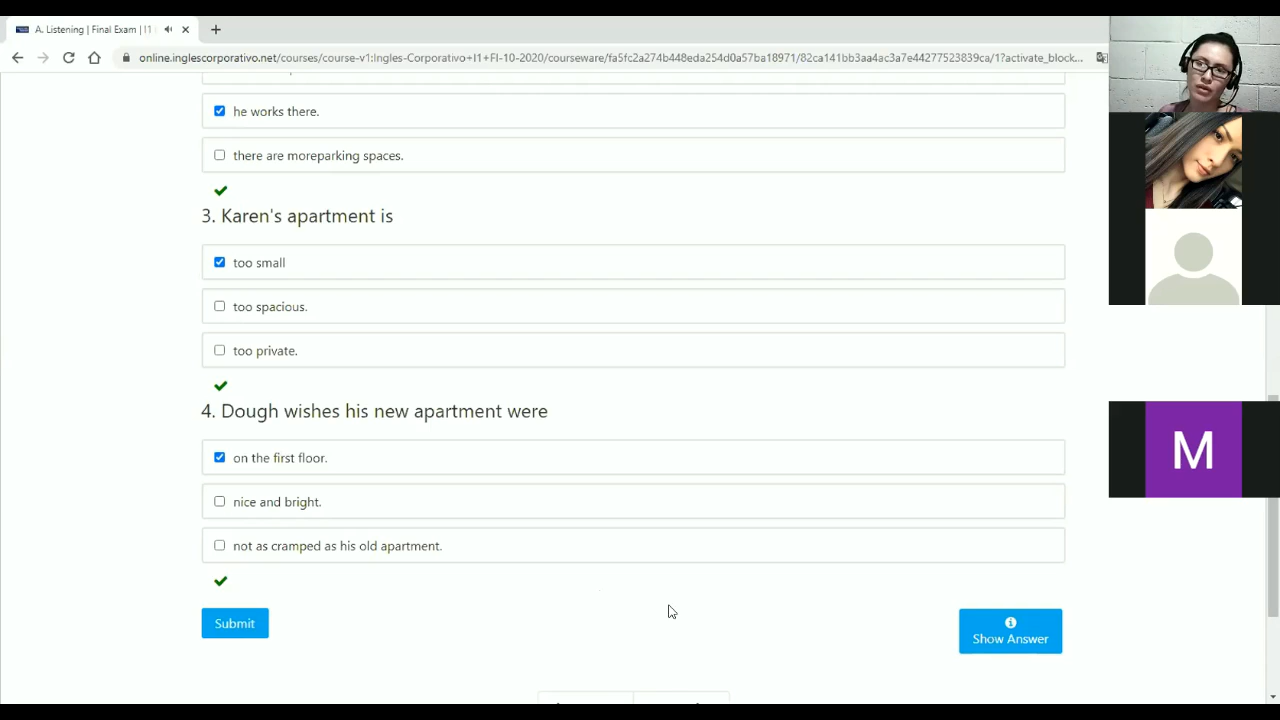 A. Listening | Final Exam | I1
online.inglescorporativo.net/courses/course-v1:Ingles-Corporativo+I1+FI-10-2020/courseware/fa5fc2a274b448eda254d0a57ba18971/82ca141bb3aa4ac3a7e44277523839ca/1?activate_block...
he works there.
there are moreparking spaces.
3. Karen's apartment is
too small
too spacious.
too private.
4. Dough wishes his new apartment were
on the first floor.
nice and bright.
not as cramped as his old apartment.
Submit
Show Answer
M